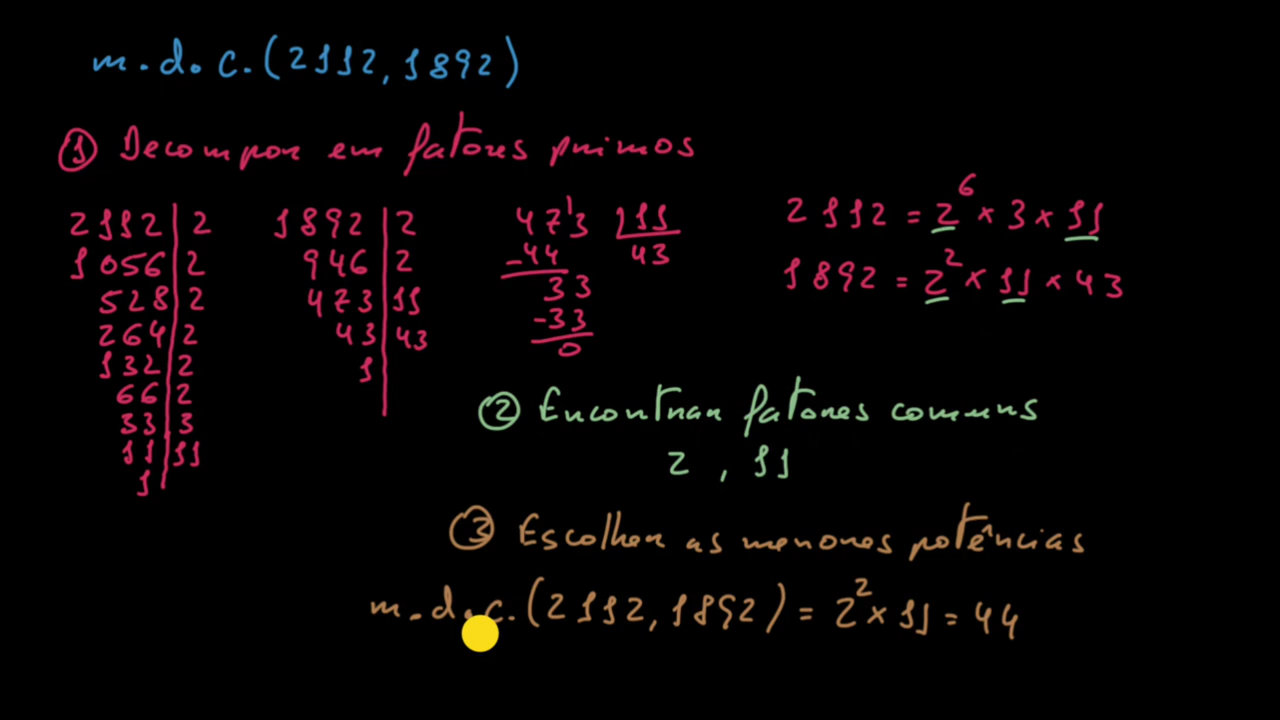 m.d.c.(2112, 1892)
① Decompor em fatores primos
2112 | 2
1056 | 2
528 | 2
264 | 2
132 | 2
66 | 2
33 | 3
11 | 11
1
1892 | 2
946 | 2
473 | 11
43 | 43
1
47¹3 | 11
-44 43
33
-33
0
2112 = 2⁶ × 3 × 11
1892 = 2² × 11 × 43
② Encontrar fatores comuns
2 , 11
③ Escolher as menores potências
m.d.c.(2112, 1892) = 2² × 11 = 44